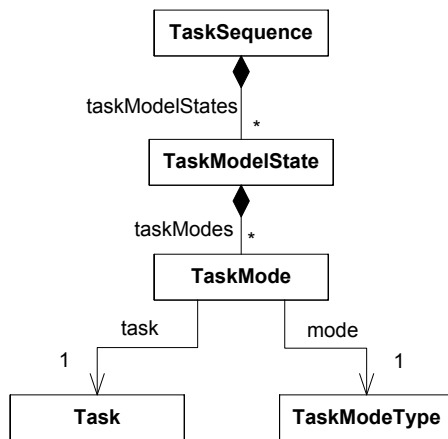 TaskSequence
taskModelStates
*
TaskModelState
taskModes
*
TaskMode
task mode
1 1
Task TaskModeType